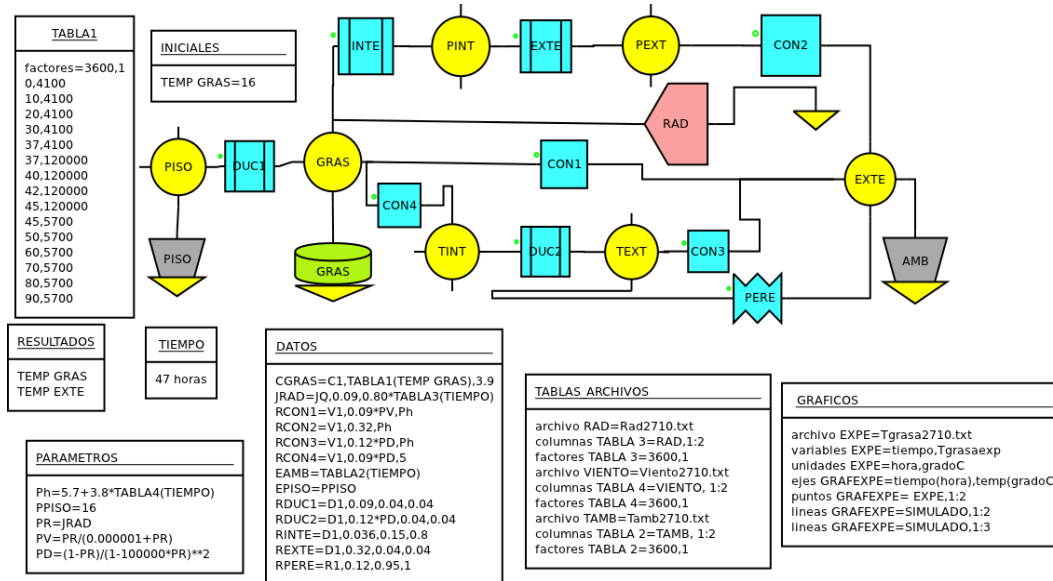 TABLA1
factores=3600,1
0,4100
10,4100
20,4100
30,4100
37,4100
37,120000
40,120000
42,120000
45,120000
45,5700
50,5700
60,5700
70,5700
80,5700
90,5700
INICIALES
TEMP GRAS=16
INTE
PINT
EXTE
PEXT
CON2
RAD
PISO
DUC1
GRAS
CON1
EXTE
CON4
TINT
DUC2
TEXT
CON3
PISO
GRAS
AMB
PERE
RESULTADOS
TEMP GRAS
TEMP EXTE
TIEMPO
47 horas
PARAMETROS
Ph=5.7+3.8*TABLA4(TIEMPO)
PPISO=16
PR=JRAD
PV=PR/(0.000001+PR)
PD=(1-PR)/(1-100000*PR)**2
DATOS
CGRAS=C1,TABLA1(TEMP GRAS),3.9
JRAD=JQ,0.09,0.80*TABLA3(TIEMPO)
RCON1=V1,0.09*PV,Ph
RCON2=V1,0.32,Ph
RCON3=V1,0.12*PD,Ph
RCON4=V1,0.09*PD,5
EAMB=TABLA2(TIEMPO)
EPISO=PPISO
RDUC1=D1,0.09,0.04,0.04
RDUC2=D1,0.12*PD,0.04,0.04
RINTE=D1,0.036,0.15,0.8
REXTE=D1,0.32,0.04,0.04
RPERE=R1,0.12,0.95,1
TABLAS_ARCHIVOS
archivo RAD=Rad2710.txt
columnas TABLA 3=RAD,1:2
factores TABLA 3=3600,1
archivo VIENTO=Viento2710.txt
columnas TABLA 4=VIENTO, 1:2
factores TABLA 4=3600,1
archivo TAMB=Tamb2710.txt
columnas TABLA 2=TAMB, 1:2
factores TABLA 2=3600,1
GRAFICOS
archivo EXPE=Tgrasa2710.txt
variables EXPE=tiempo,Tgrasaexp
unidades EXPE=hora,gradoC
ejes GRAFEXPE=tiempo(hora),temp(gradoC
puntos GRAFEXPE= EXPE,1:2
lineas GRAFEXPE=SIMULADO,1:2
lineas GRAFEXPE=SIMULADO,1:3